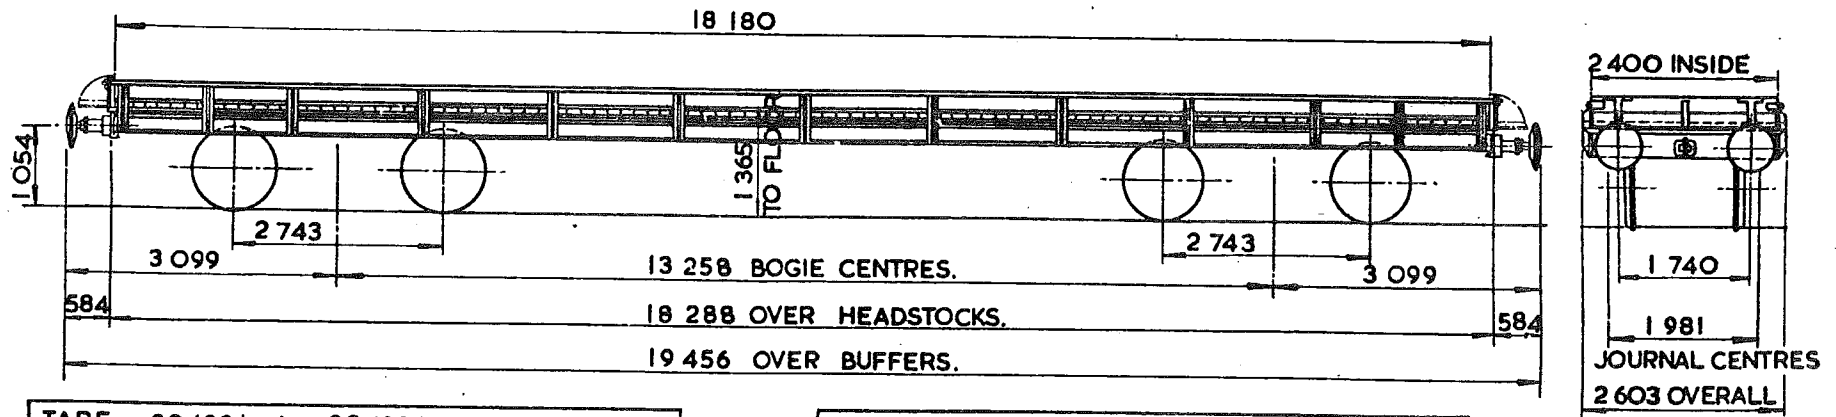 18 180
2 400 INSIDE
1 054
1 365
TO FLOOR
2 743
2 743
3 099
13 258 BOGIE CENTRES.
3 099
1 740
584
18 288 OVER HEADSTOCKS.
584
1 981
19 456 OVER BUFFERS.
JOURNAL CENTRES
2 603 OVERALL
TARE